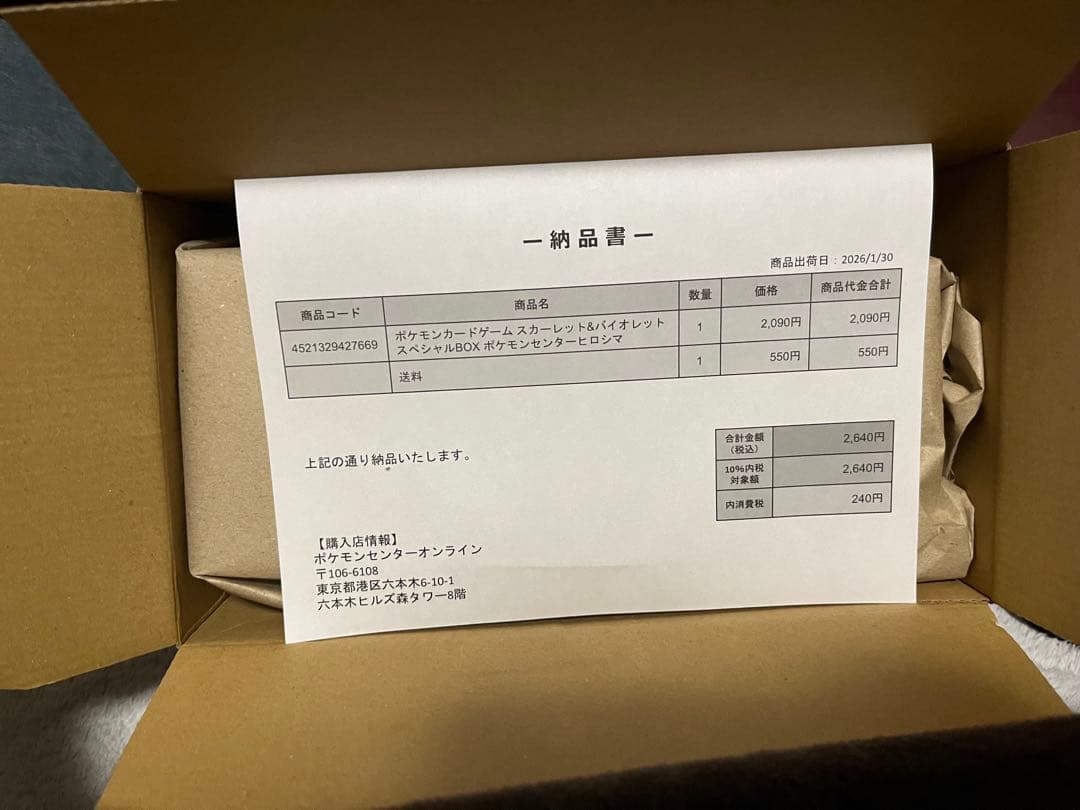 ー納品書ー
商品出荷日：2026/1/30
商品コード 商品名 数量 価格 商品代金合計
4521329427669 ポケモンカードゲーム スカーレット&バイオレット 1 2,090円 2,090円
スペシャルBOX ポケモンセンターヒロシマ
送料 1 550円 550円
上記の通り納品いたします。
合計金額 2,640円
（税込）
10%内税 2,640円
対象額
内消費税 240円
【購入店情報】
ポケモンセンターオンライン
〒106-6108
東京都港区六本木6-10-1
六本木ヒルズ森タワー8階